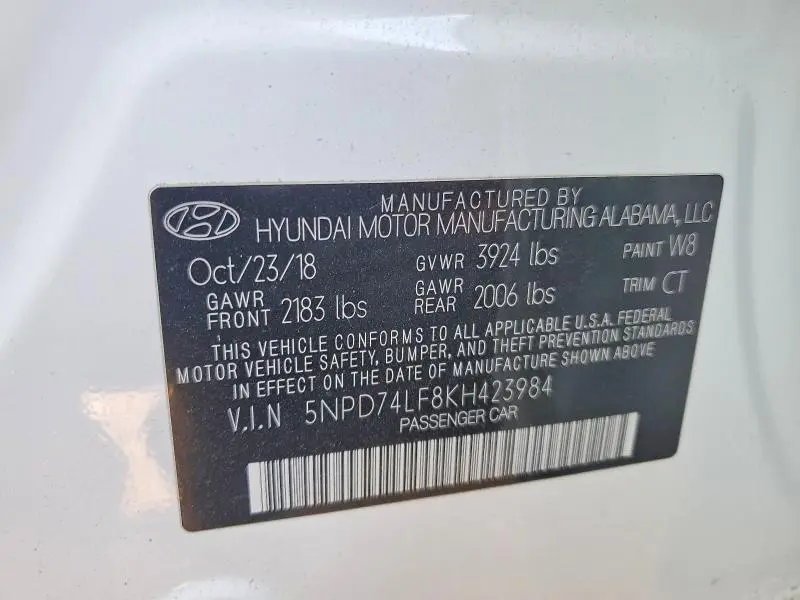 MANUFACTURED BY
HYUNDAI MOTOR MANUFACTURING ALABAMA, LLC
Oct/23/18 GVWR 3924 lbs PAINT W8
GAWR FRONT 2183 lbs GAWR REAR 2006 lbs TRIM CT
THIS VEHICLE CONFORMS TO ALL APPLICABLE U.S.A. FEDERAL
MOTOR VEHICLE SAFETY, BUMPER, AND THEFT PREVENTION STANDARDS
IN EFFECT ON THE DATE OF MANUFACTURE SHOWN ABOVE
V.I.N 5NPD74LF8KH423984
PASSENGER CAR